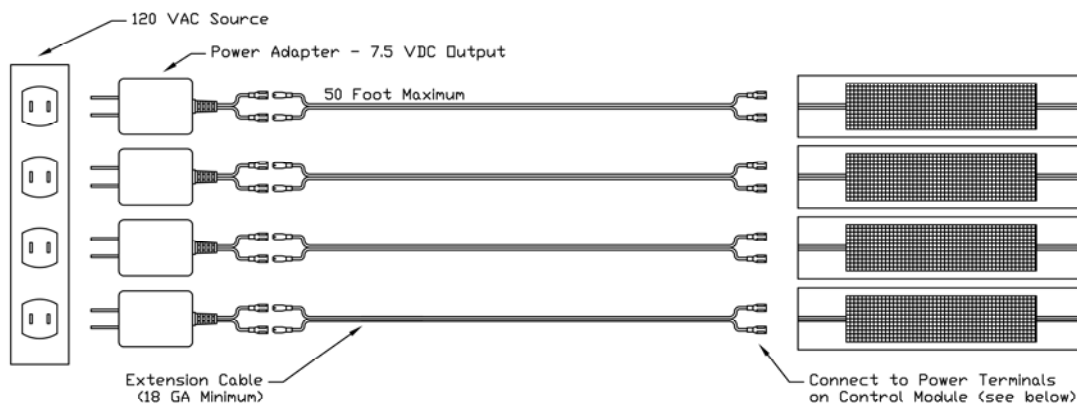 120 VAC Source
Power Adapter - 7.5 VDC Output
50 Foot Maximum
Extension Cable
(18 GA Minimum)
Connect to Power Terminals
on Control Module (see below)